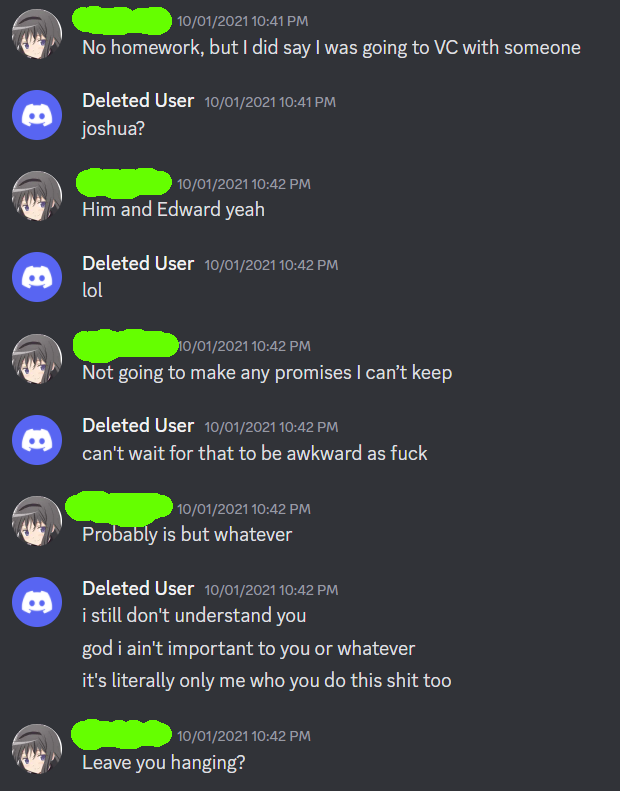 10/01/2021 10:41 PM
No homework, but I did say I was going to VC with someone
Deleted User 10/01/2021 10:41 PM
joshua?
10/01/2021 10:42 PM
Him and Edward yeah
Deleted User 10/01/2021 10:42 PM
lol
10/01/2021 10:42 PM
Not going to make any promises I can’t keep
Deleted User 10/01/2021 10:42 PM
can't wait for that to be awkward as fuck
10/01/2021 10:42 PM
Probably is but whatever
Deleted User 10/01/2021 10:42 PM
i still don't understand you
god i ain't important to you or whatever
it's literally only me who you do this shit too
10/01/2021 10:42 PM
Leave you hanging?